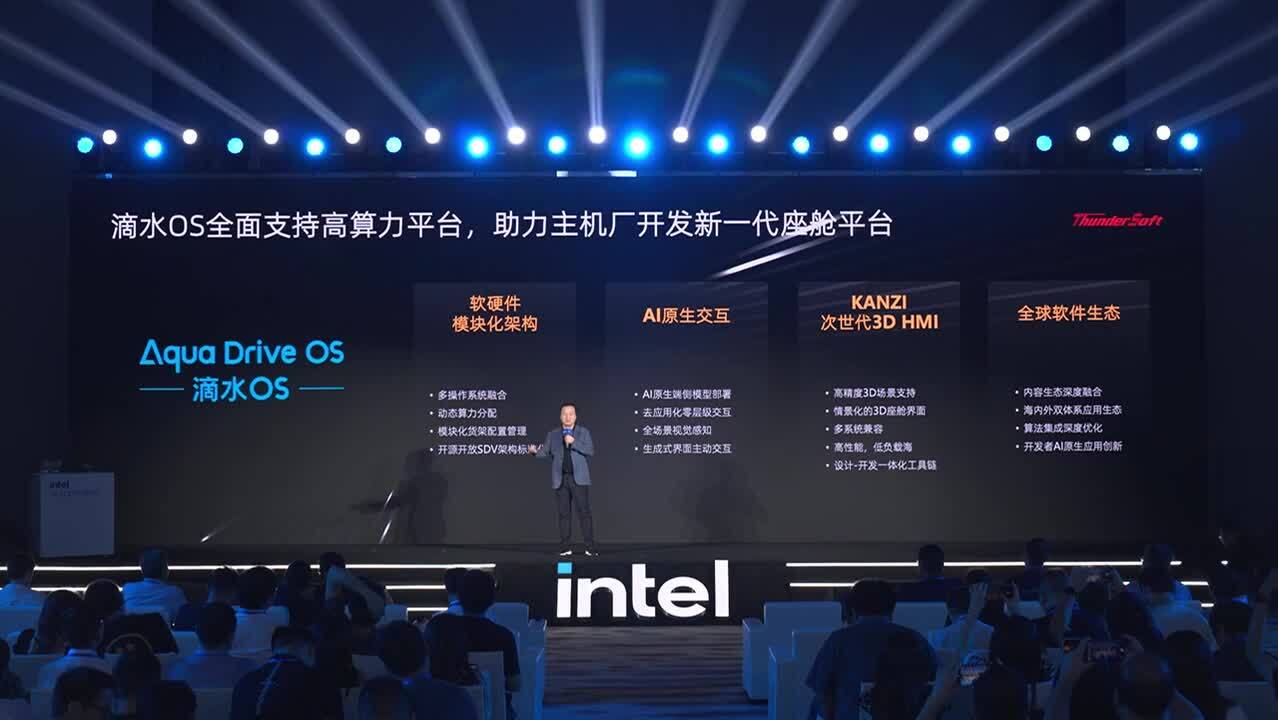 滴水OS全面支持高算力平台，助力主机厂开发新一代座舱平台
ThunderSoft
Aqua Drive OS
滴水OS
软硬件
模块化架构
• 多操作系统融合
• 动态算力分配
• 模块化货架配置管理
• 开源开放SDV架构标
AI原生交互
• AI原生端侧模型部署
• 去应用化零层级交互
• 全场景视觉感知
• 生成式界面主动交互
KANZI
次世代3D HMI
• 高精度3D场景支持
• 情景化的3D座舱界面
• 多系统兼容
• 高性能，低负载海
• 设计-开发一体化工具链
全球软件生态
• 内容生态深度融合
• 海内外双体系应用生态
• 算法集成深度优化
• 开发者AI原生应用创新
intel
intel